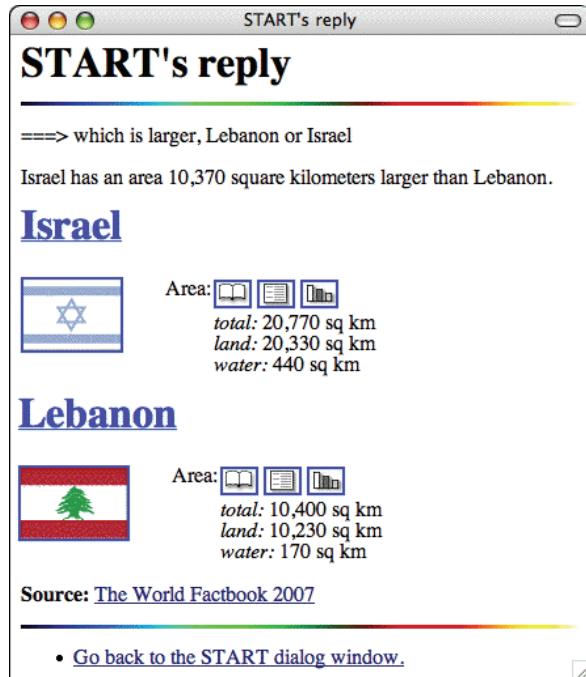 START's reply
START's reply
===> which is larger, Lebanon or Israel
Israel has an area 10,370 square kilometers larger than Lebanon.
Israel
Area:
total: 20,770 sq km
land: 20,330 sq km
water: 440 sq km
Lebanon
Area:
total: 10,400 sq km
land: 10,230 sq km
water: 170 sq km
Source: The World Factbook 2007
• Go back to the START dialog window.